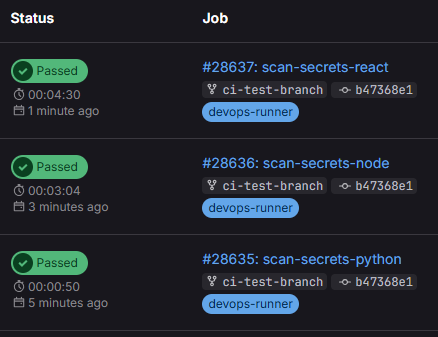 Status Job
Passed #28637: scan-secrets-react
00:04:30 ci-test-branch b47368e1
1 minute ago devops-runner
Passed #28636: scan-secrets-node
00:03:04 ci-test-branch b47368e1
3 minutes ago devops-runner
Passed #28635: scan-secrets-python
00:00:50 ci-test-branch b47368e1
5 minutes ago devops-runner